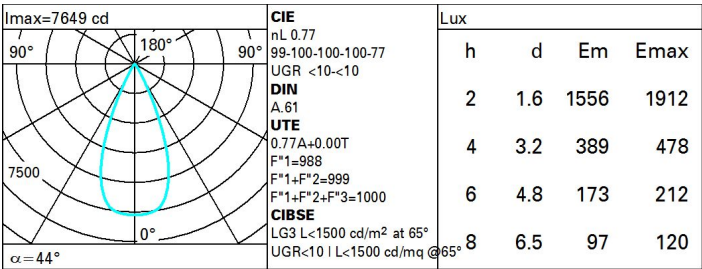 Imax=7649 cd
90° 180° 90°
7500
0°
α=44°
CIE
nL 0.77
99-100-100-100-77
UGR <10-<10
DIN
A.61
UTE
0.77A+0.00T
F"1=988
F"1+F"2=999
F"1+F"2+F"3=1000
CIBSE
LG3 L<1500 cd/m² at 65°
UGR<10 | L<1500 cd/mq @65°
Lux
h d Em Emax
2 1.6 1556 1912
4 3.2 389 478
6 4.8 173 212
8 6.5 97 120